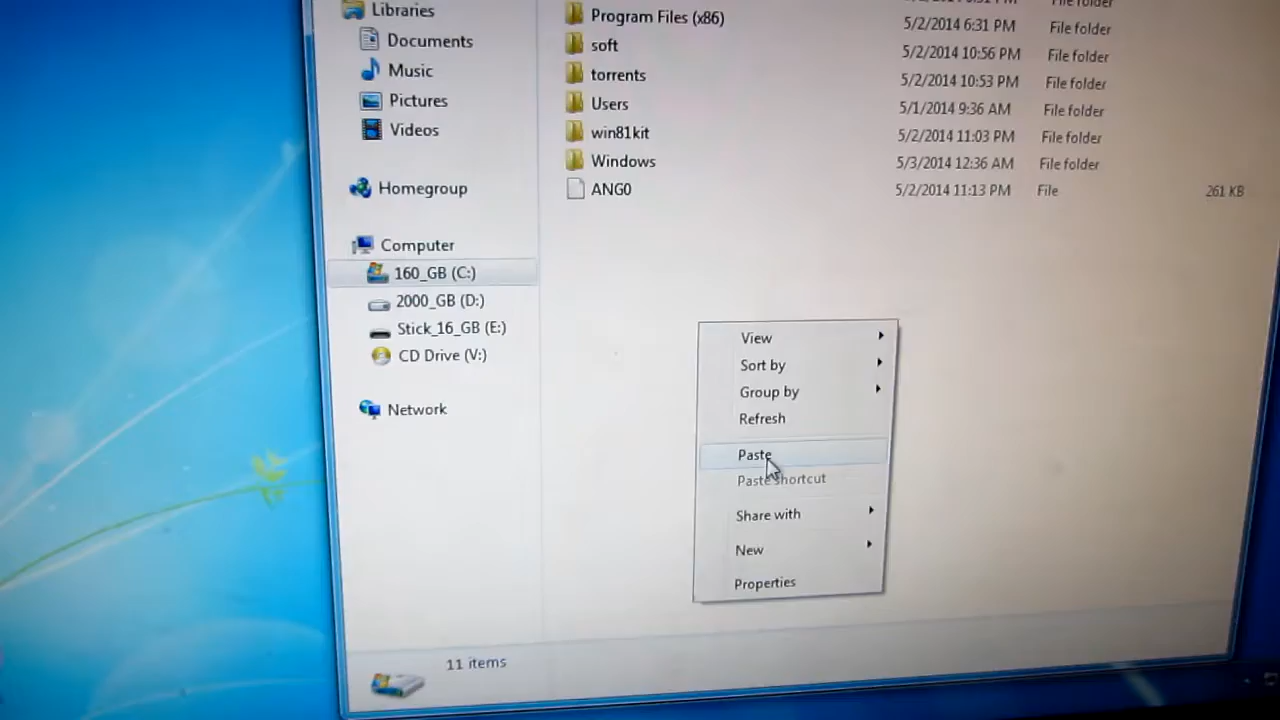 Libraries
Documents
Music
Pictures
Videos
Homegroup
Computer
160_GB (C:)
2000_GB (D:)
Stick_16_GB (E:)
CD Drive (V:)
Network
File folder
Program Files (x86) 5/2/2014 6:31 PM File folder
soft 5/2/2014 10:56 PM File folder
torrents 5/2/2014 10:53 PM File folder
Users 5/1/2014 9:36 AM File folder
win81kit 5/2/2014 11:03 PM File folder
Windows 5/3/2014 12:36 AM File folder
ANG0 5/2/2014 11:13 PM File 261 KB
View
Sort by
Group by
Refresh
Paste
Paste shortcut
Share with
New
Properties
11 items